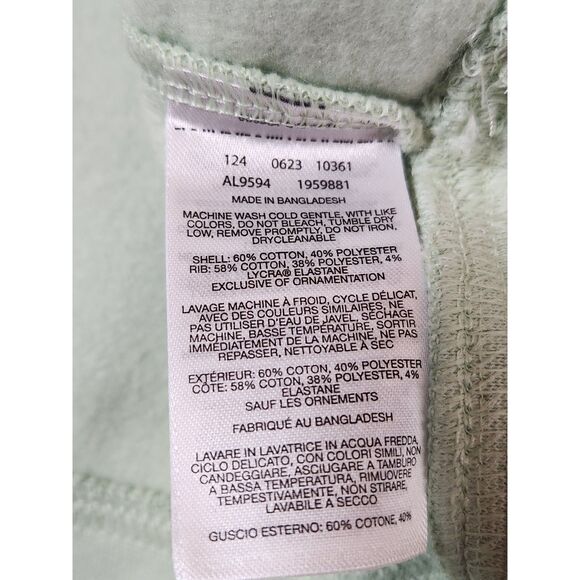 124 0623 10361
AL9594 1959881
MADE IN BANGLADESH
MACHINE WASH COLD GENTLE, WITH LIKE
COLORS, DO NOT BLEACH, TUMBLE DRY
LOW, REMOVE PROMPTLY, DO NOT IRON,
DRYCLEANABLE
SHELL: 60% COTTON, 40% POLYESTER
RIB: 58% COTTON, 38% POLYESTER, 4%
LYCRA® ELASTANE
EXCLUSIVE OF ORNAMENTATION
LAVAGE MACHINE À FROID, CYCLE DÉLICAT,
AVEC DES COULEURS SIMILAIRES, NE
PAS UTILISER D'EAU DE JAVEL, SÉCHAGE
MACHINE, BASSE TEMPÉRATURE, SORTIR
IMMÉDIATEMENT DE LA MACHINE, NE PAS
REPASSER, NETTOYABLE À SEC
EXTÉRIEUR: 60% COTON, 40% POLYESTER
CÔTE: 58% COTON, 38% POLYESTER, 4%
ELASTANE
SAUF LES ORNEMENTS
FABRIQUÉ AU BANGLADESH
LAVARE IN LAVATRICE IN ACQUA FREDDA,
CICLO DELICATO, CON COLORI SIMILI, NON
CANDEGGIARE, ASCIUGARE A TAMBURO
A BASSA TEMPERATURA, RIMUOVERE
TEMPESTIVAMENTE, NON STIRARE,
LAVABILE A SECCO
GUSCIO ESTERNO: 60% COTONE, 40%